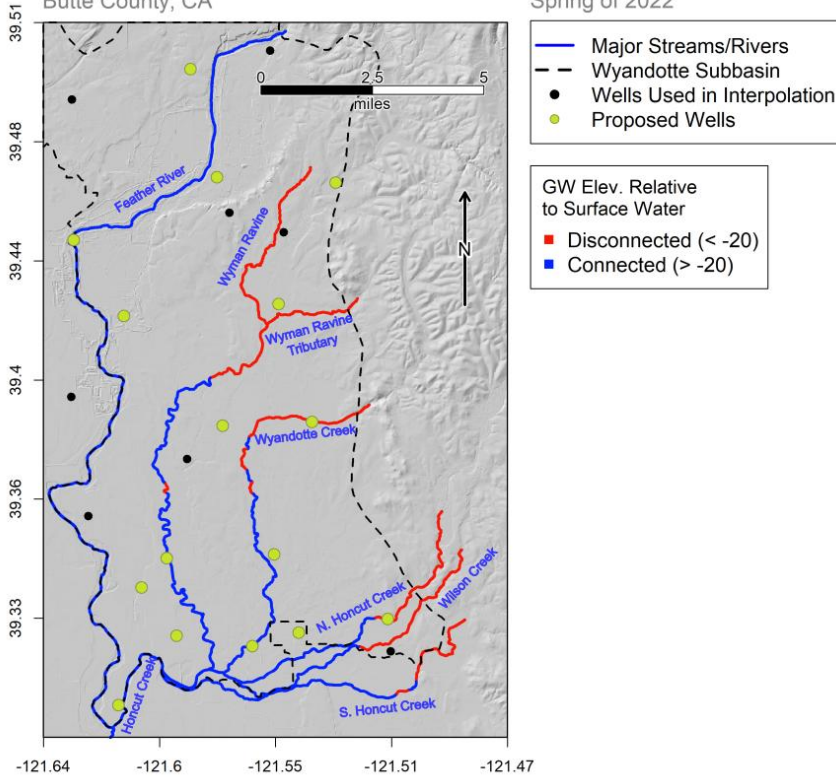 Butte County, CA
Spring of 2022
39.51
0
2.5
5
miles
Major Streams/Rivers
Wyandotte Subbasin
Wells Used in Interpolation
Proposed Wells
39.48
Feather River
GW Elev. Relative
to Surface Water
Disconnected (< -20)
Connected (> -20)
N
39.44
Wyman Ravine
Wyman Ravine
Tributary
39.4
Wyandotte Creek
39.36
39.33
N. Honcut Creek
Wilson Creek
Honcut Creek
S. Honcut Creek
-121.64
-121.6
-121.55
-121.51
-121.47